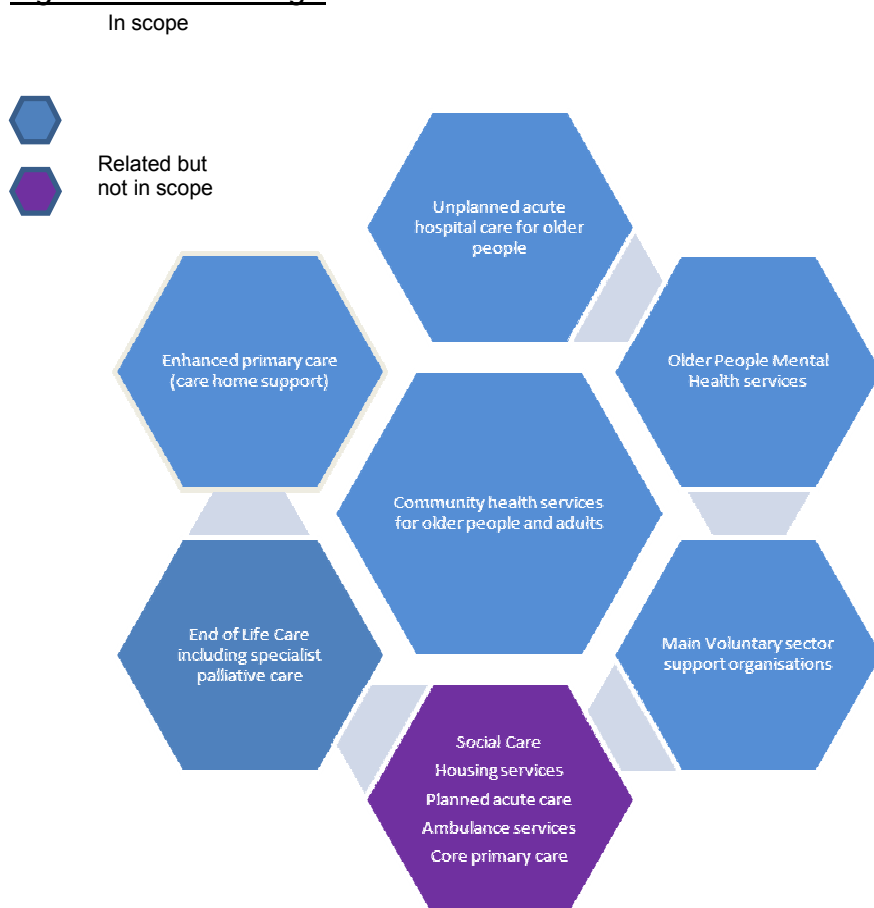 In scope
Related but
not in scope
Unplanned acute
hospital care for older
people
Enhanced primary care
(care home support)
Older People Mental
Health services
Community health services
for older people and adults
End of Life Care
including specialist
palliative care
Main Voluntary sector
support organisations
Social Care
Housing services
Planned acute care
Ambulance services
Core primary care